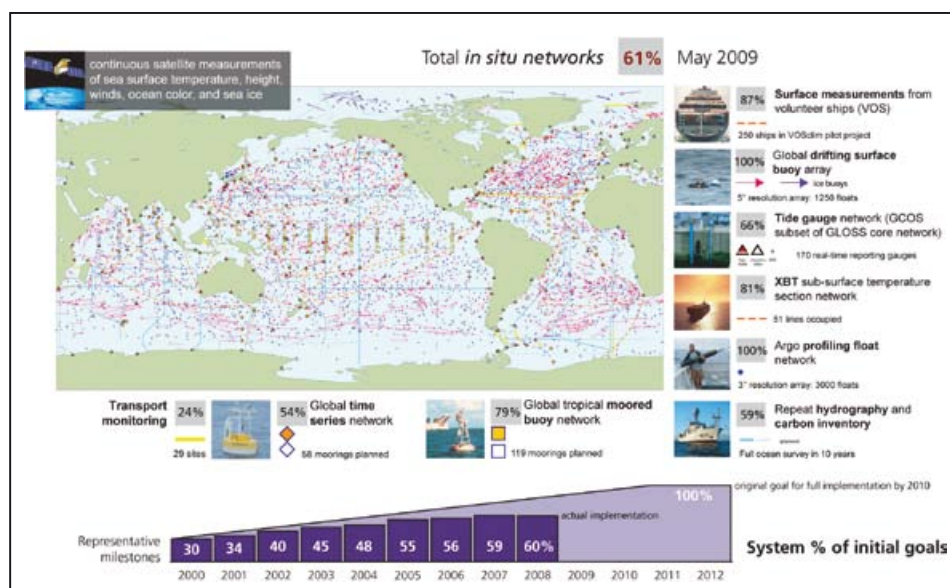 continuous satellite measurements
of sea surface temperature, height,
winds, ocean color, and sea ice
Total in situ networks 61% May 2009
87% Surface measurements from
volunteer ships (VOS)
250 ships in VOSclim pilot project
100% Global drifting surface
buoy array
ice buoys
5° resolution array: 1250 floats
66% Tide gauge network (GCOS
subset of GLOSS core network)
170 real-time reporting gauges
81% XBT sub-surface temperature
section network
51 lines occupied
100% Argo profiling float
network
3° resolution array: 3000 floats
59% Repeat hydrography and
carbon inventory
planned
Full ocean survey in 10 years
Transport
monitoring
24%
29 sites
54% Global time
series network
58 moorings planned
79% Global tropical moored
buoy network
119 moorings planned
100%
original goal for full implementation by 2010
actual implementation
Representative
milestones
30 34 40 45 48 55 56 59 60%
System % of initial goals
2000 2001 2002 2003 2004 2005 2006 2007 2008 2009 2010 2011 2012